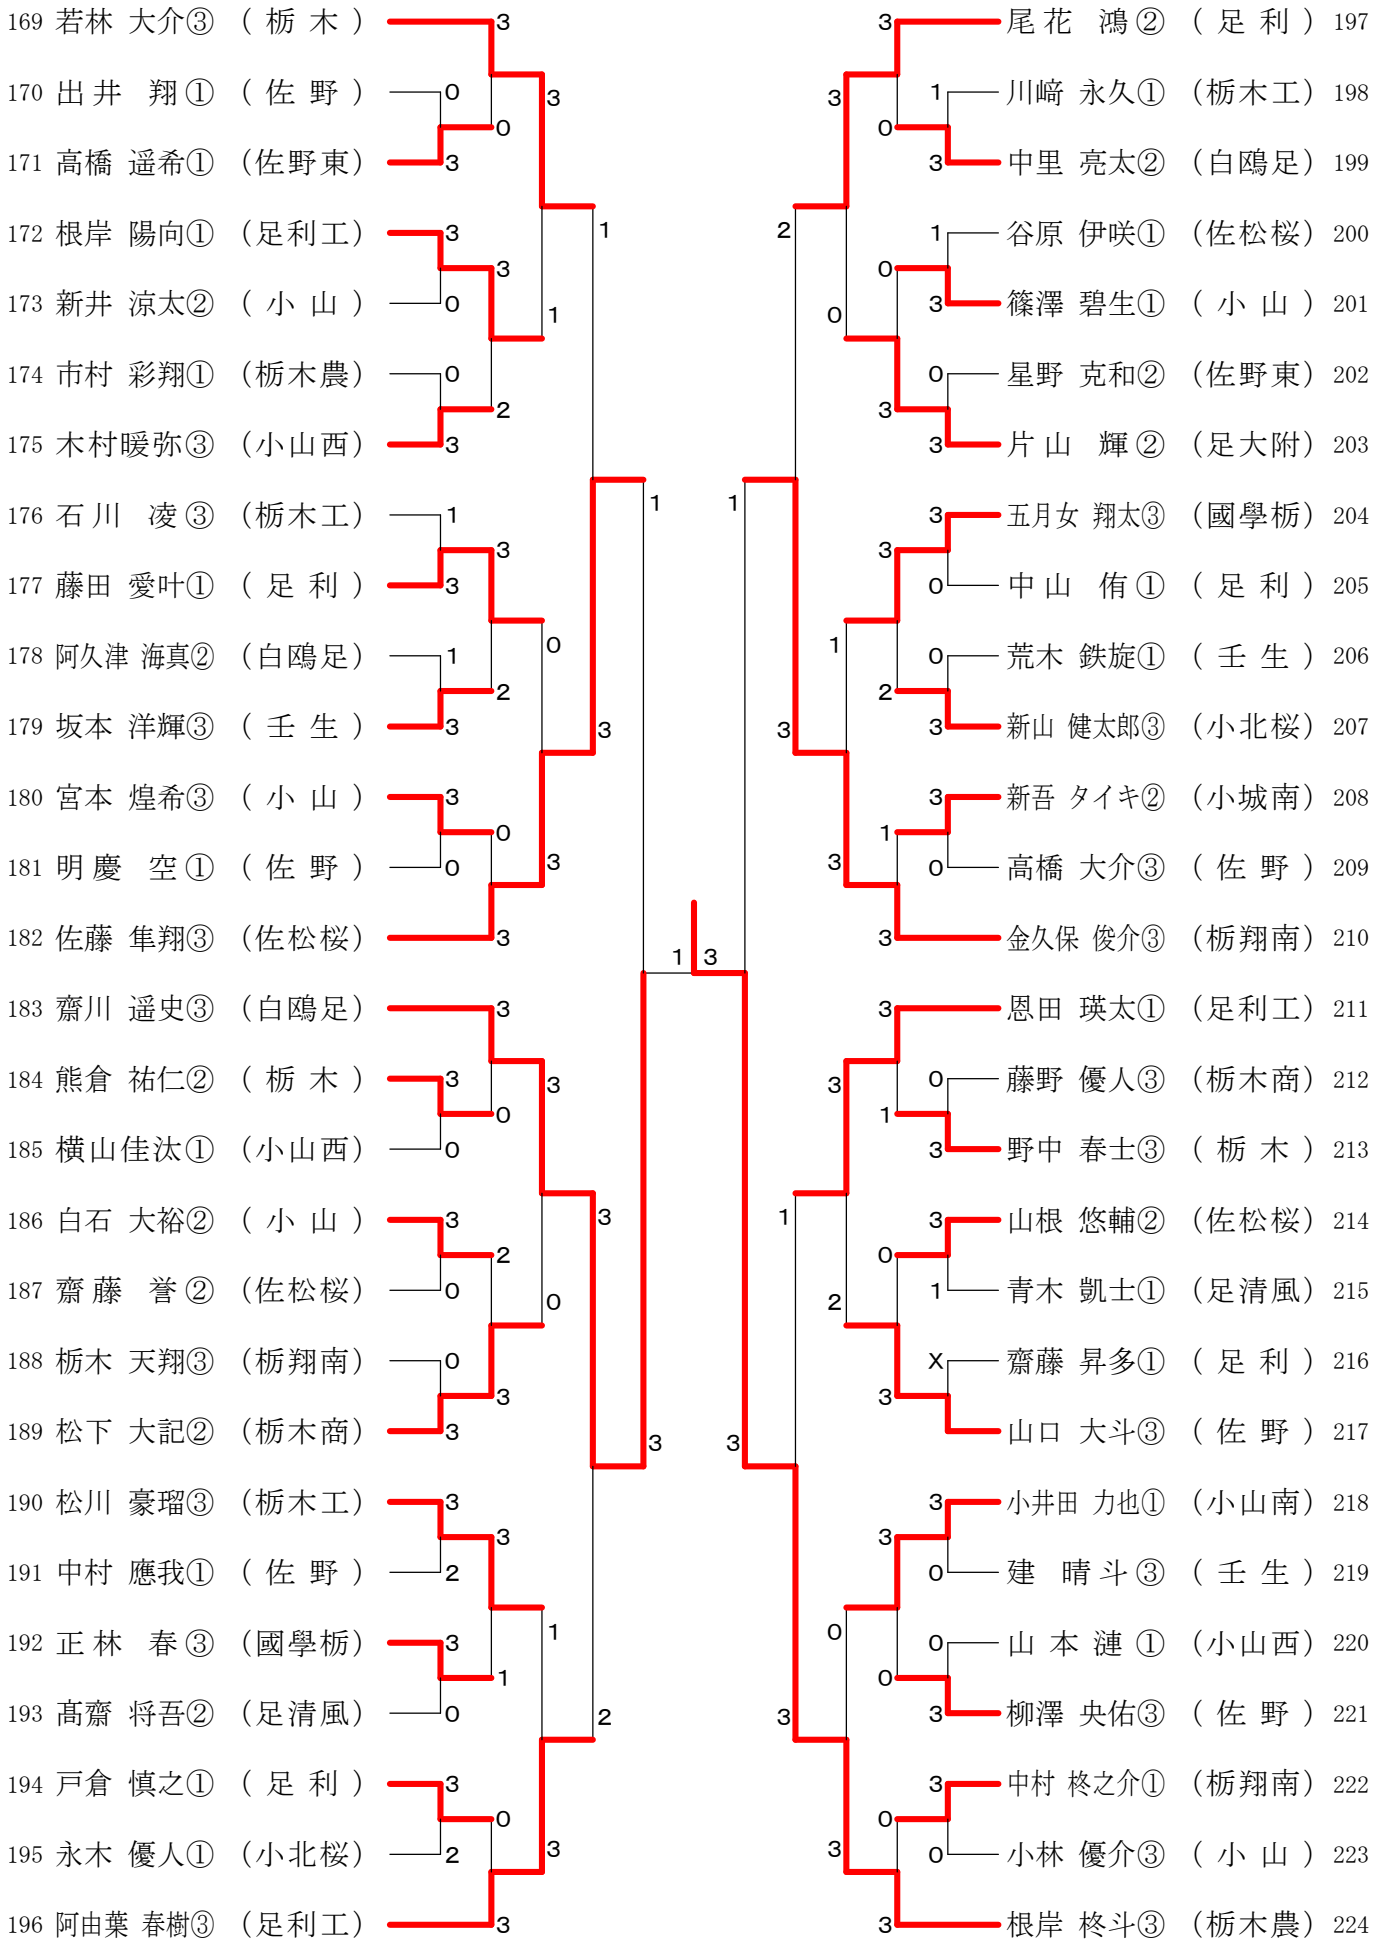 169 若林 大介③ ( 栃 木 ) 3
170 出井 翔① ( 佐 野 ) 0
3
0
171 高橋 遥希① (佐野東) 3
1
172 根岸 陽向① (足利工) 3
3
173 新井 涼太② ( 小 山 ) 0
1
174 市村 彩翔① (栃木農) 0
2
175 木村暖弥③ (小山西) 3
1
176 石川 凌③ (栃木工) 1
3
177 藤田 愛叶① ( 足 利 ) 3
0
178 阿久津 海真② (白鴎足) 1
2
179 坂本 洋輝③ ( 壬 生 ) 3
3
180 宮本 煌希③ ( 小 山 ) 3
0
181 明慶 空① ( 佐 野 ) 0
3
182 佐藤 隼翔③ (佐松桜) 3
183 齋川 遥史③ (白鴎足) 3
184 熊倉 祐仁② ( 栃 木 ) 3
3
0
185 横山佳汰① (小山西) 0
3
186 白石 大裕② ( 小 山 ) 3
2
187 齋藤 誉② (佐松桜) 0
0
188 栃木 天翔③ (栃翔南) 0
3
189 松下 大記② (栃木商) 3
3
190 松川 豪瑠③ (栃木工) 3
3
191 中村 應我① ( 佐 野 ) 2
1
192 正林 春③ (國學栃) 3
1
193 髙齋 将吾② (足清風) 0
2
194 戸倉 慎之① ( 足 利 ) 3
0
195 永木 優人① (小北桜) 2
3
196 阿由葉 春樹③ (足利工) 3
1 3
3 尾花 鴻② ( 足 利 ) 197
1 川﨑 永久① (栃木工) 198
3
0
3 中里 亮太② (白鴎足) 199
2
1 谷原 伊咲① (佐松桜) 200
0
3 篠澤 碧生① ( 小 山 ) 201
0
0 星野 克和② (佐野東) 202
3
3 片山 輝② (足大附) 203
1
3 五月女 翔太③ (國學栃) 204
3
0 中山 侑① ( 足 利 ) 205
1
0 荒木 鉄旋① ( 壬 生 ) 206
2
3 新山 健太郎③ (小北桜) 207
3
3 新吾 タイキ② (小城南) 208
1
0 高橋 大介③ ( 佐 野 ) 209
3
3 金久保 俊介③ (栃翔南) 210
3 恩田 瑛太① (足利工) 211
0 藤野 優人③ (栃木商) 212
3
1
3 野中 春士③ ( 栃 木 ) 213
1
3 山根 悠輔② (佐松桜) 214
0
1 青木 凱士① (足清風) 215
2
x 齋藤 昇多① ( 足 利 ) 216
3
山口 大斗③ ( 佐 野 ) 217
3
3 小井田 力也① (小山南) 218
3
0 建 晴斗③ ( 壬 生 ) 219
0
0 山本 漣① (小山西) 220
0
3 柳澤 央佑③ ( 佐 野 ) 221
3
3 中村 柊之介① (栃翔南) 222
0
0 小林 優介③ ( 小 山 ) 223
3
3 根岸 柊斗③ (栃木農) 224